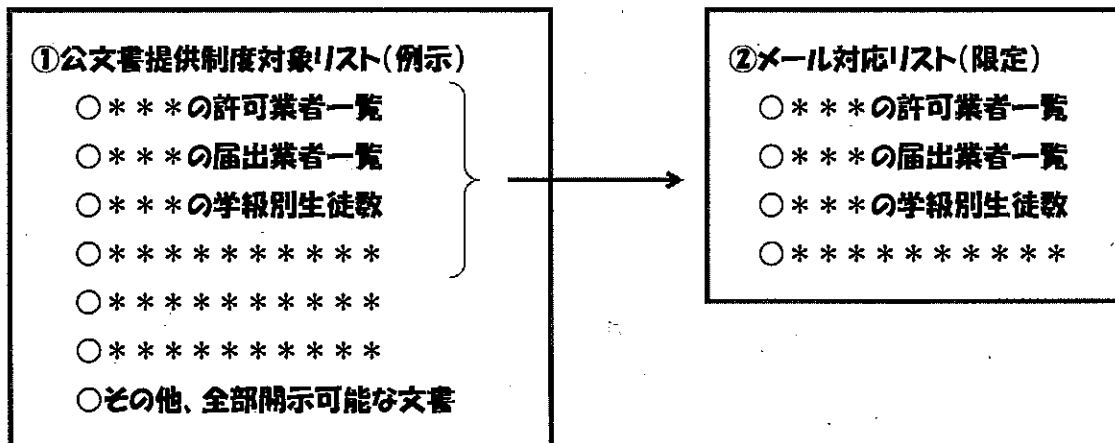 ①公文書提供制度対象リスト(例示)
○＊＊＊の許可業者一覧
○＊＊＊の届出業者一覧
○＊＊＊の学級別生徒数
○＊＊＊＊＊＊＊＊＊＊
○＊＊＊＊＊＊＊＊＊＊
○＊＊＊＊＊＊＊＊＊＊
○その他、全部開示可能な文書
②メール対応リスト(限定)
○＊＊＊の許可業者一覧
○＊＊＊の届出業者一覧
○＊＊＊の学級別生徒数
○＊＊＊＊＊＊＊＊＊＊